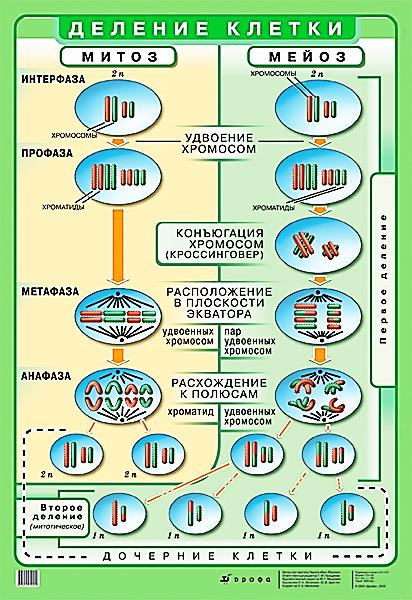 ДЕЛЕНИЕ КЛЕТКИ
МИТОЗ
МЕЙОЗ
ИНТЕРФАЗА
2n
ХРОМОСОМЫ
ХРОМОСОМЫ
2n
УДВОЕНИЕ
ХРОМОСОМ
ПРОФАЗА
ХРОМАТИДЫ
ХРОМАТИДЫ
КОНЪЮГАЦИЯ
ХРОМОСОМ
(КРОССИНГОВЕР)
Первое деление
МЕТАФАЗА
РАСПОЛОЖЕНИЕ
В ПЛОСКОСТИ
ЭКВАТОРА
удвоенных
хромосом
пар
удвоенных
хромосом
АНАФАЗА
РАСХОЖДЕНИЕ
К ПОЛЮСАМ
хроматид
удвоенных
хромосом
2n
2n
Второе
деление
(митотическое)
1n
1n
1n
1n
ДОЧЕРНИЕ КЛЕТКИ
дрофа